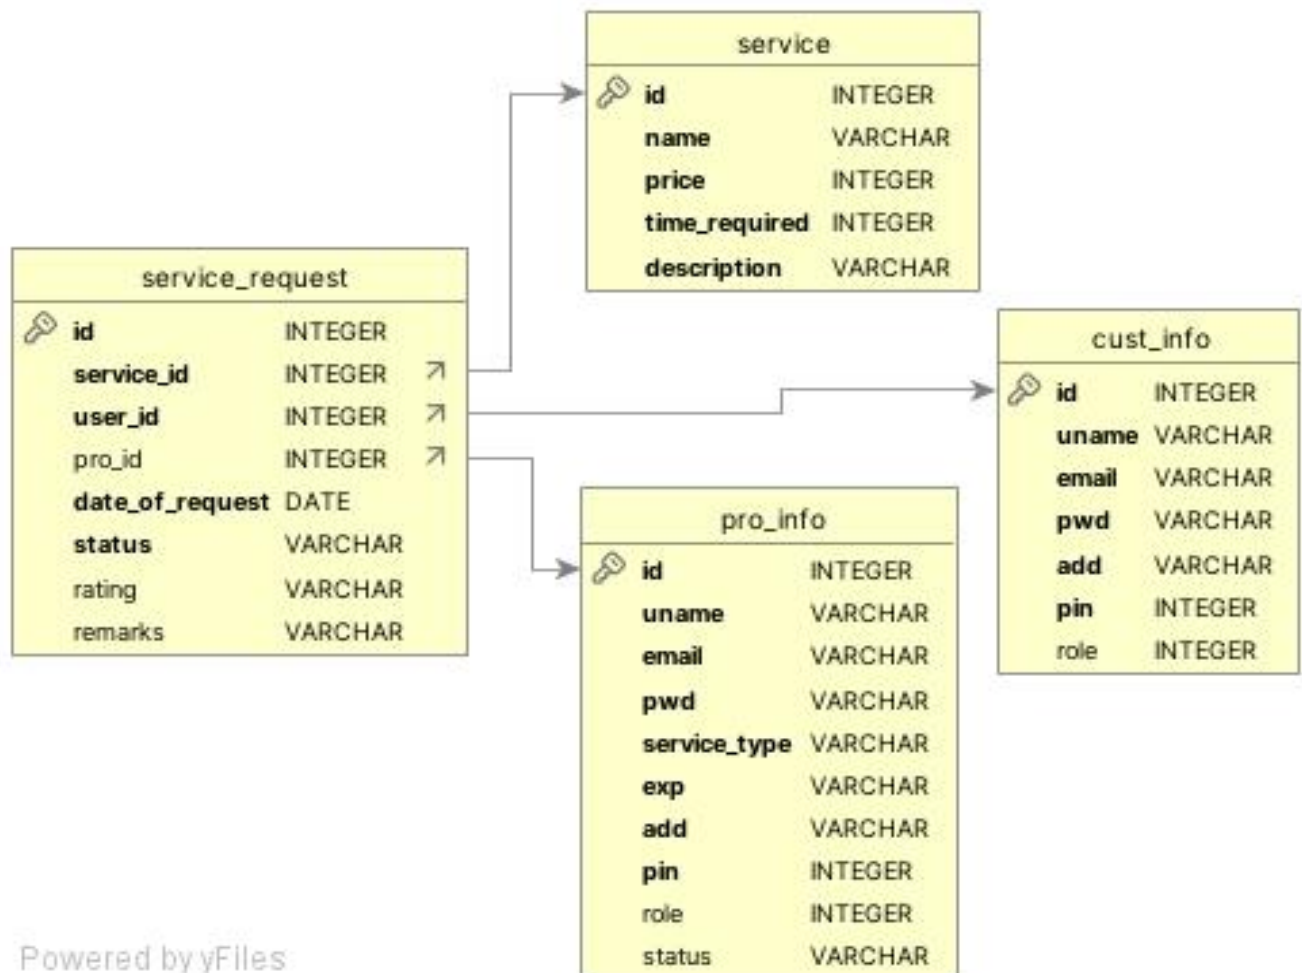 service
id INTEGER
name VARCHAR
price INTEGER
time_required INTEGER
description VARCHAR
service_request
id INTEGER
service_id INTEGER
user_id INTEGER
pro_id INTEGER
date_of_request DATE
status VARCHAR
rating VARCHAR
remarks VARCHAR
cust_info
id INTEGER
uname VARCHAR
email VARCHAR
pwd VARCHAR
add VARCHAR
pin INTEGER
role INTEGER
pro_info
id INTEGER
uname VARCHAR
email VARCHAR
pwd VARCHAR
service_type VARCHAR
exp VARCHAR
add VARCHAR
pin INTEGER
role INTEGER
status VARCHAR
Powered by yFiles